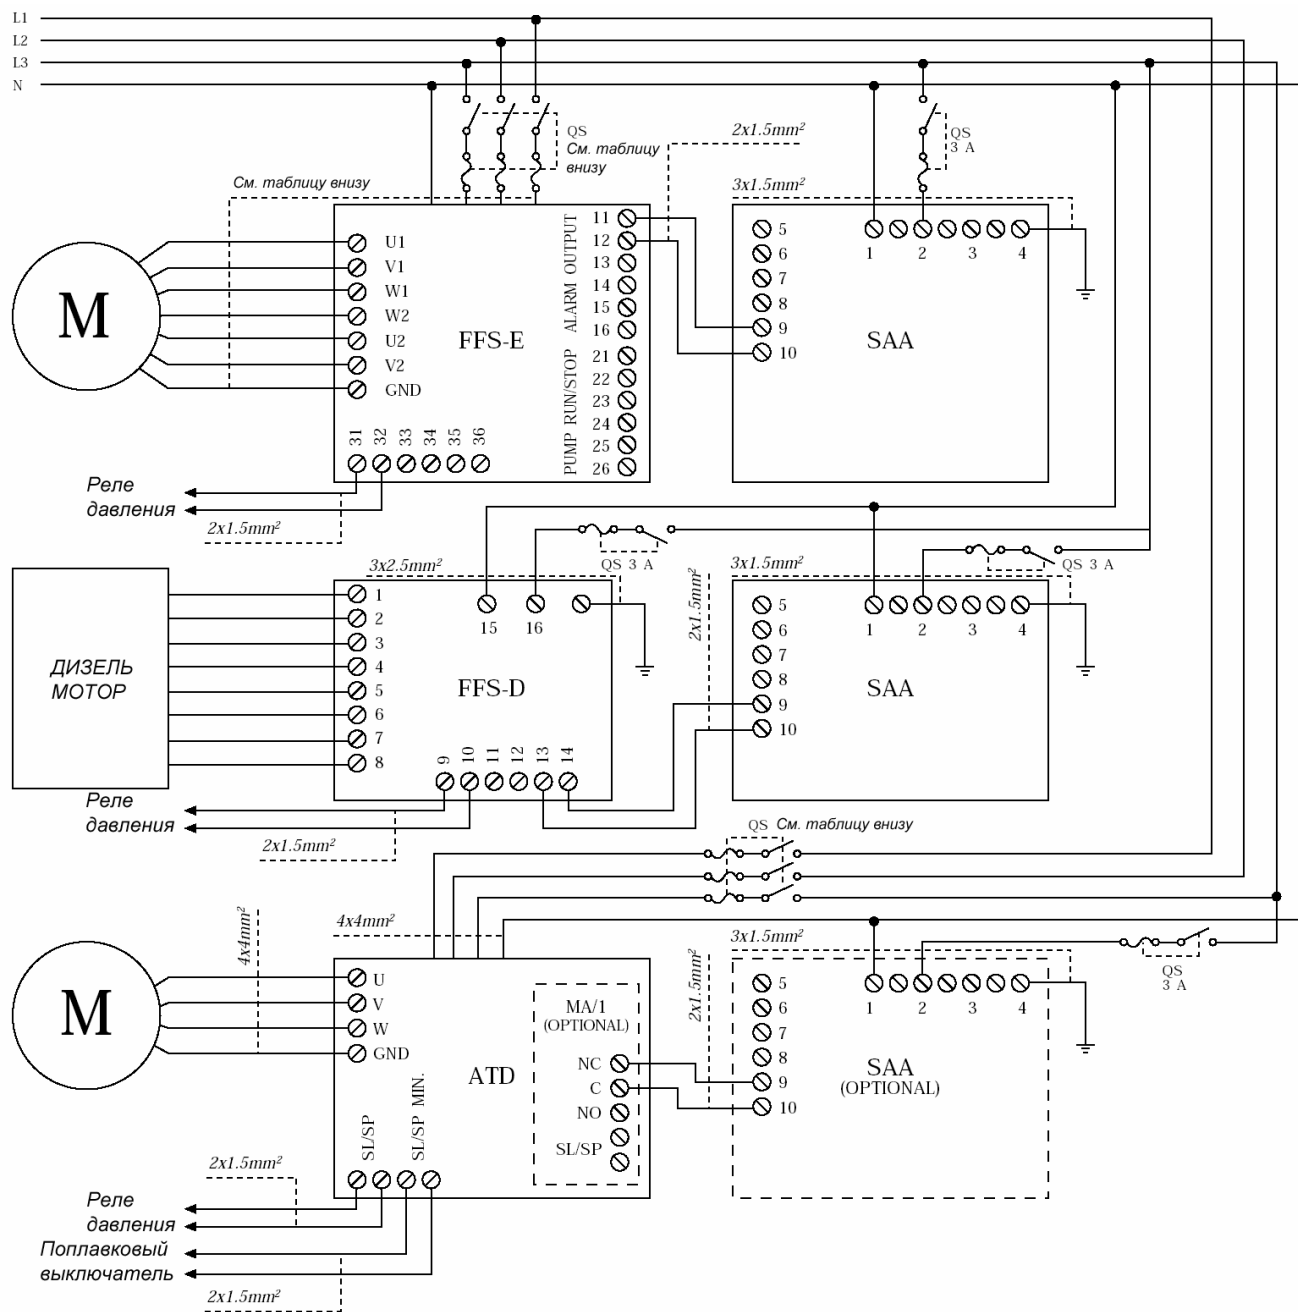 L1
L2
L3
N
QS
См. таблицу
внизу
2x1.5mm²
QS
3 A
См. таблицу внизу
3x1.5mm²
M
U1
V1
W1
W2
U2
V2
GND
FFS-E
31
32
33
34
35
36
ALARM OUTPUT
11
12
13
14
15
16
PUMP RUN/STOP
21
22
23
24
25
26
5
6
7
8
9
10
1
2
3
4
SAA
Реле
давления
2x1.5mm²
ДИЗЕЛЬ
МОТОР
3x2.5mm²
QS 3 A
1
2
3
4
5
6
7
8
15
16
FFS-D
9
10
11
12
13
14
2x1.5mm²
3x1.5mm²
QS 3 A
5
6
7
8
9
10
1
2
3
4
SAA
Реле
давления
2x1.5mm²
QS См. таблицу внизу
4x4mm²
4x4mm²
M
U
V
W
GND
ATD
SL/SP
SL/SP MIN.
MA/1
(OPTIONAL)
NC
C
NO
SL/SP
2x1.5mm²
3x1.5mm²
QS
3 A
5
6
7
8
9
10
1
2
3
4
SAA
(OPTIONAL)
2x1.5mm²
Реле
давления
Поплавковый
выключатель
2x1.5mm²